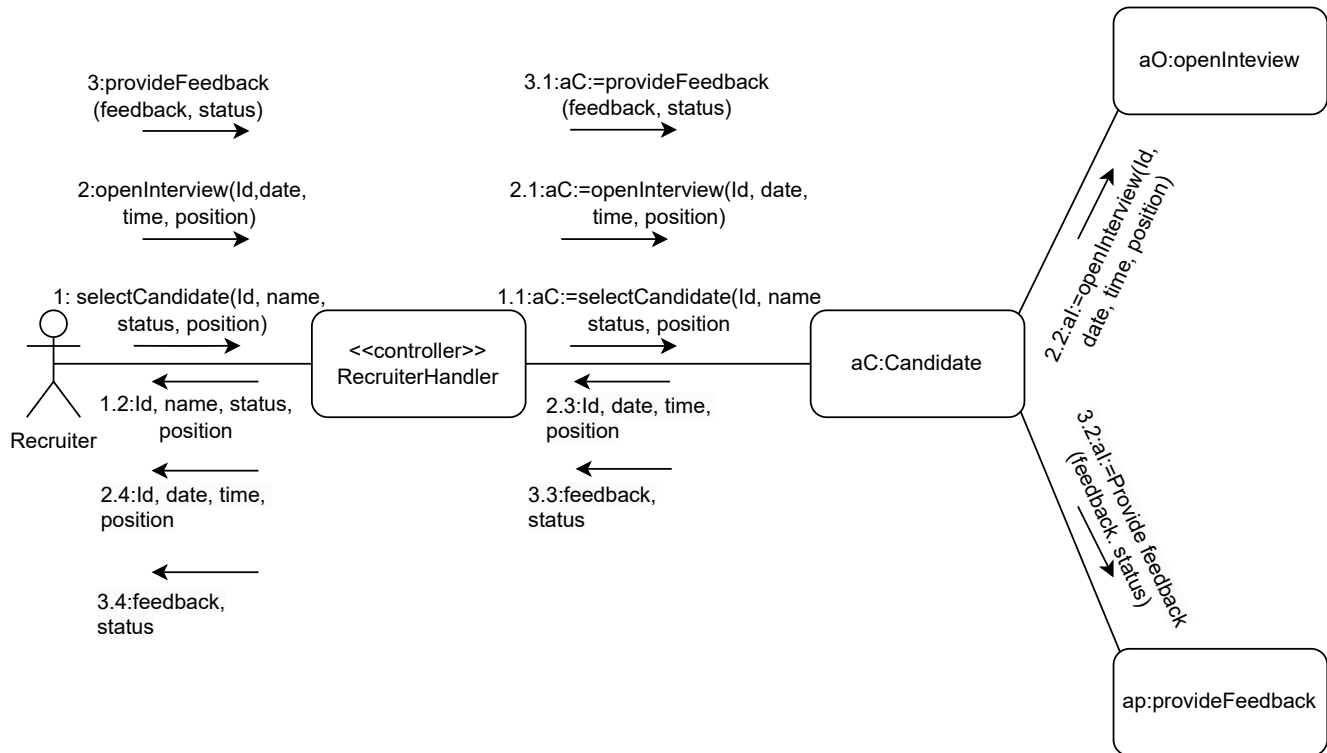 aO:openInteview
3:provideFeedback
(feedback, status)
3.1:aC:=provideFeedback
(feedback, status)
2:openInterview(Id,date,
time, position)
2.1:aC:=openInterview(Id, date,
time, position)
2.2:aI:=openInterview(Id,
date, time, position)
1: selectCandidate(Id, name,
status, position)
1.1:aC:=selectCandidate(Id, name
status, position
<<controller>>
RecruiterHandler
aC:Candidate
Recruiter
1.2:Id, name, status,
position
2.3:Id, date, time,
position
2.4:Id, date, time,
position
3.3:feedback,
status
3.2:aI:=Provide feedback
(feedback. status)
3.4:feedback,
status
ap:provideFeedback